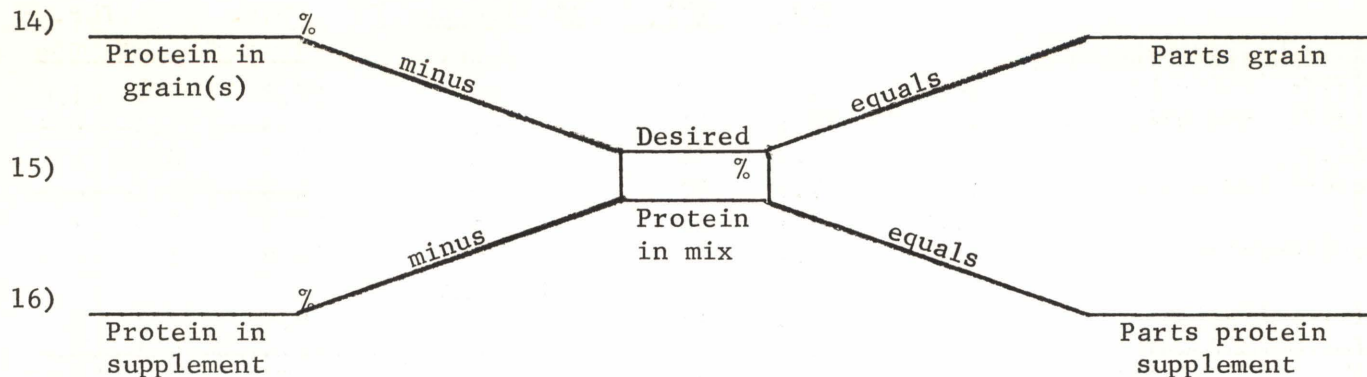 14)
%
Protein in
grain(s)
minus
equals
Parts grain
15)
Desired
%
Protein
in mix
16)
%
Protein in
supplement
minus
equals
Parts protein
supplement